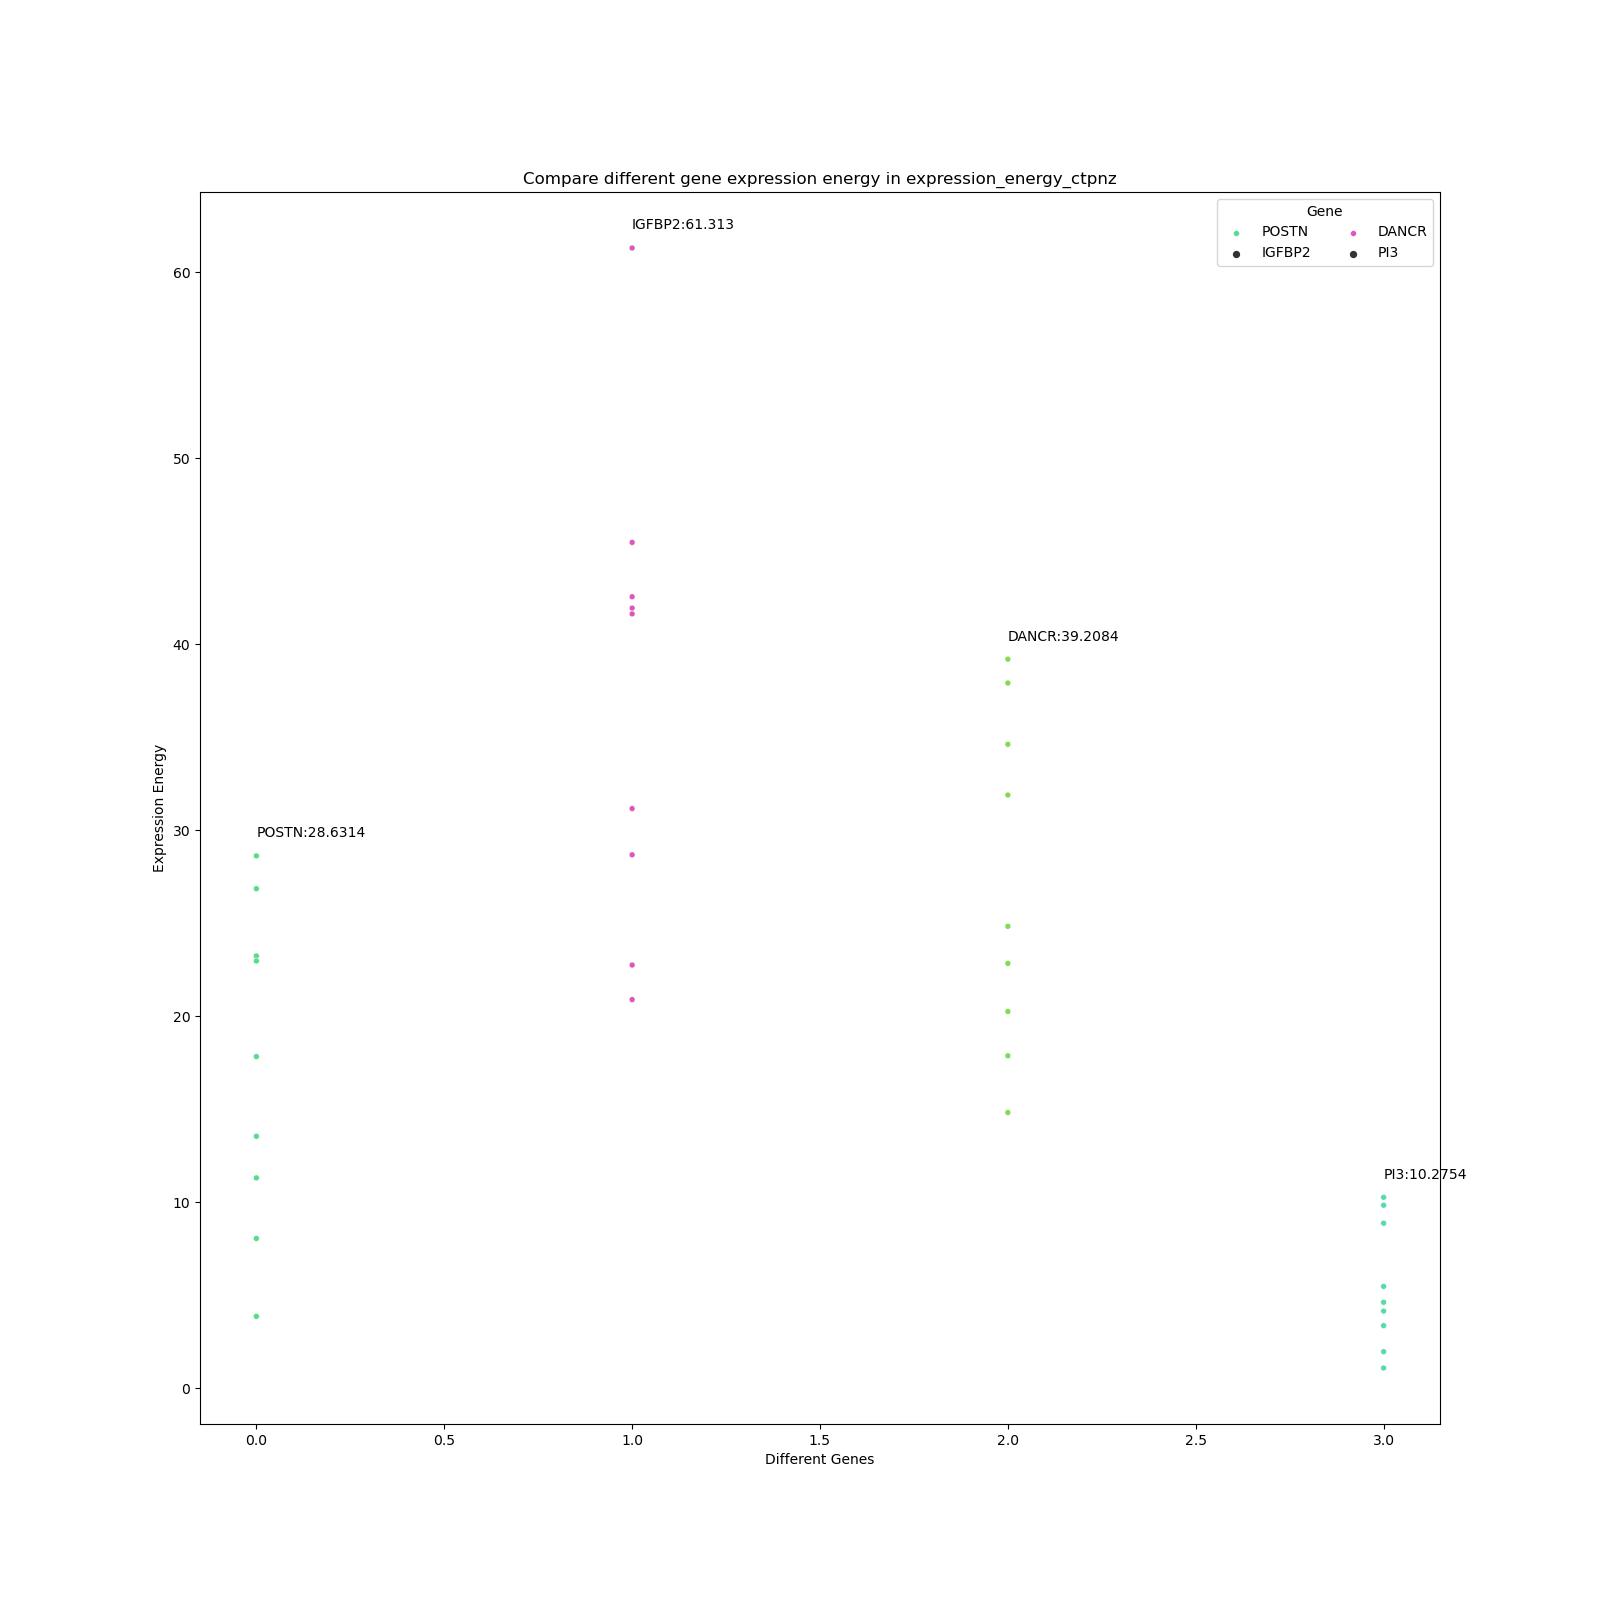 Compare different gene expression energy in expression_energy_ctpnz
IGFBP2:61.313
Gene
POSTN DANCR
IGFBP2 PI3
60
50
DANCR:39.2084
40
POSTN:28.6314
30
Expression Energy
20
PI3:10.2754
10
0
0.0 0.5 1.0 1.5 2.0 2.5 3.0
Different Genes